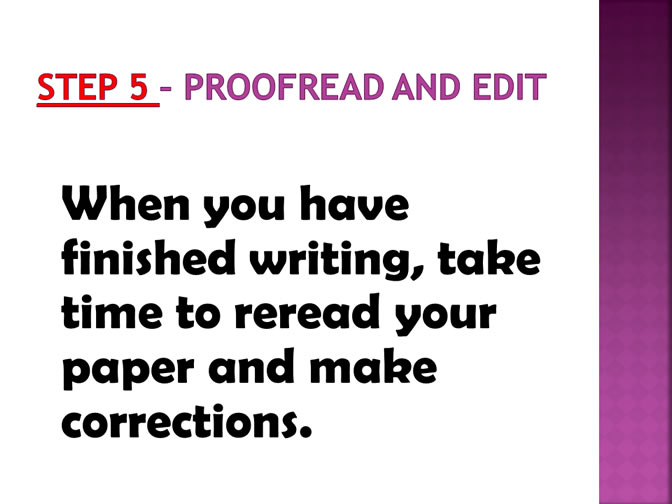 STEP 5 - PROOFREAD AND EDIT
When you have
finished writing, take
time to reread your
paper and make
corrections.